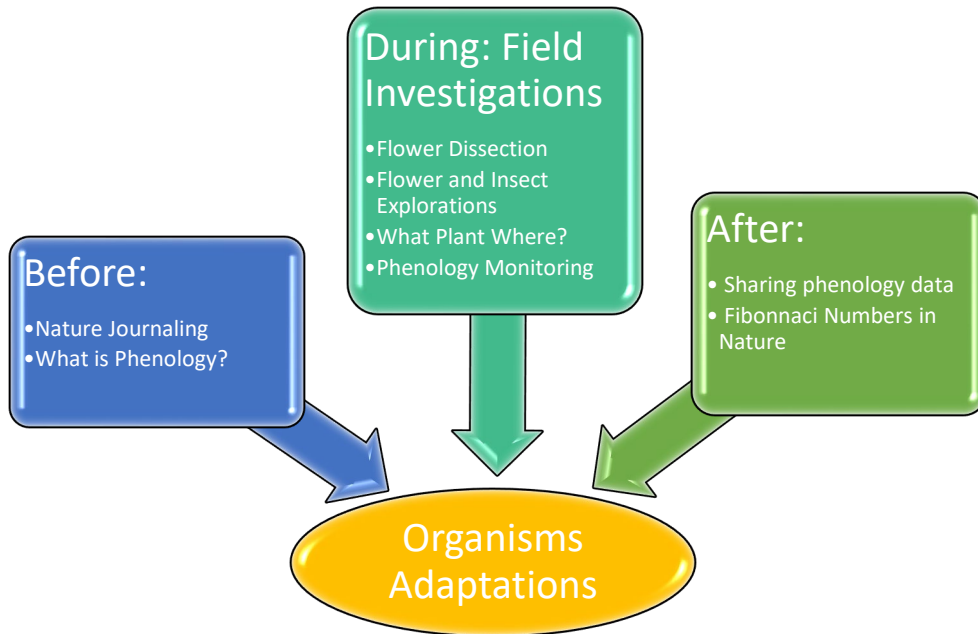 Before:
•Nature Journaling
•What is Phenology?
During: Field
Investigations
•Flower Dissection
•Flower and Insect
Explorations
•What Plant Where?
•Phenology Monitoring
After:
• Sharing phenology data
• Fibonnaci Numbers in
Nature
Organisms
Adaptations